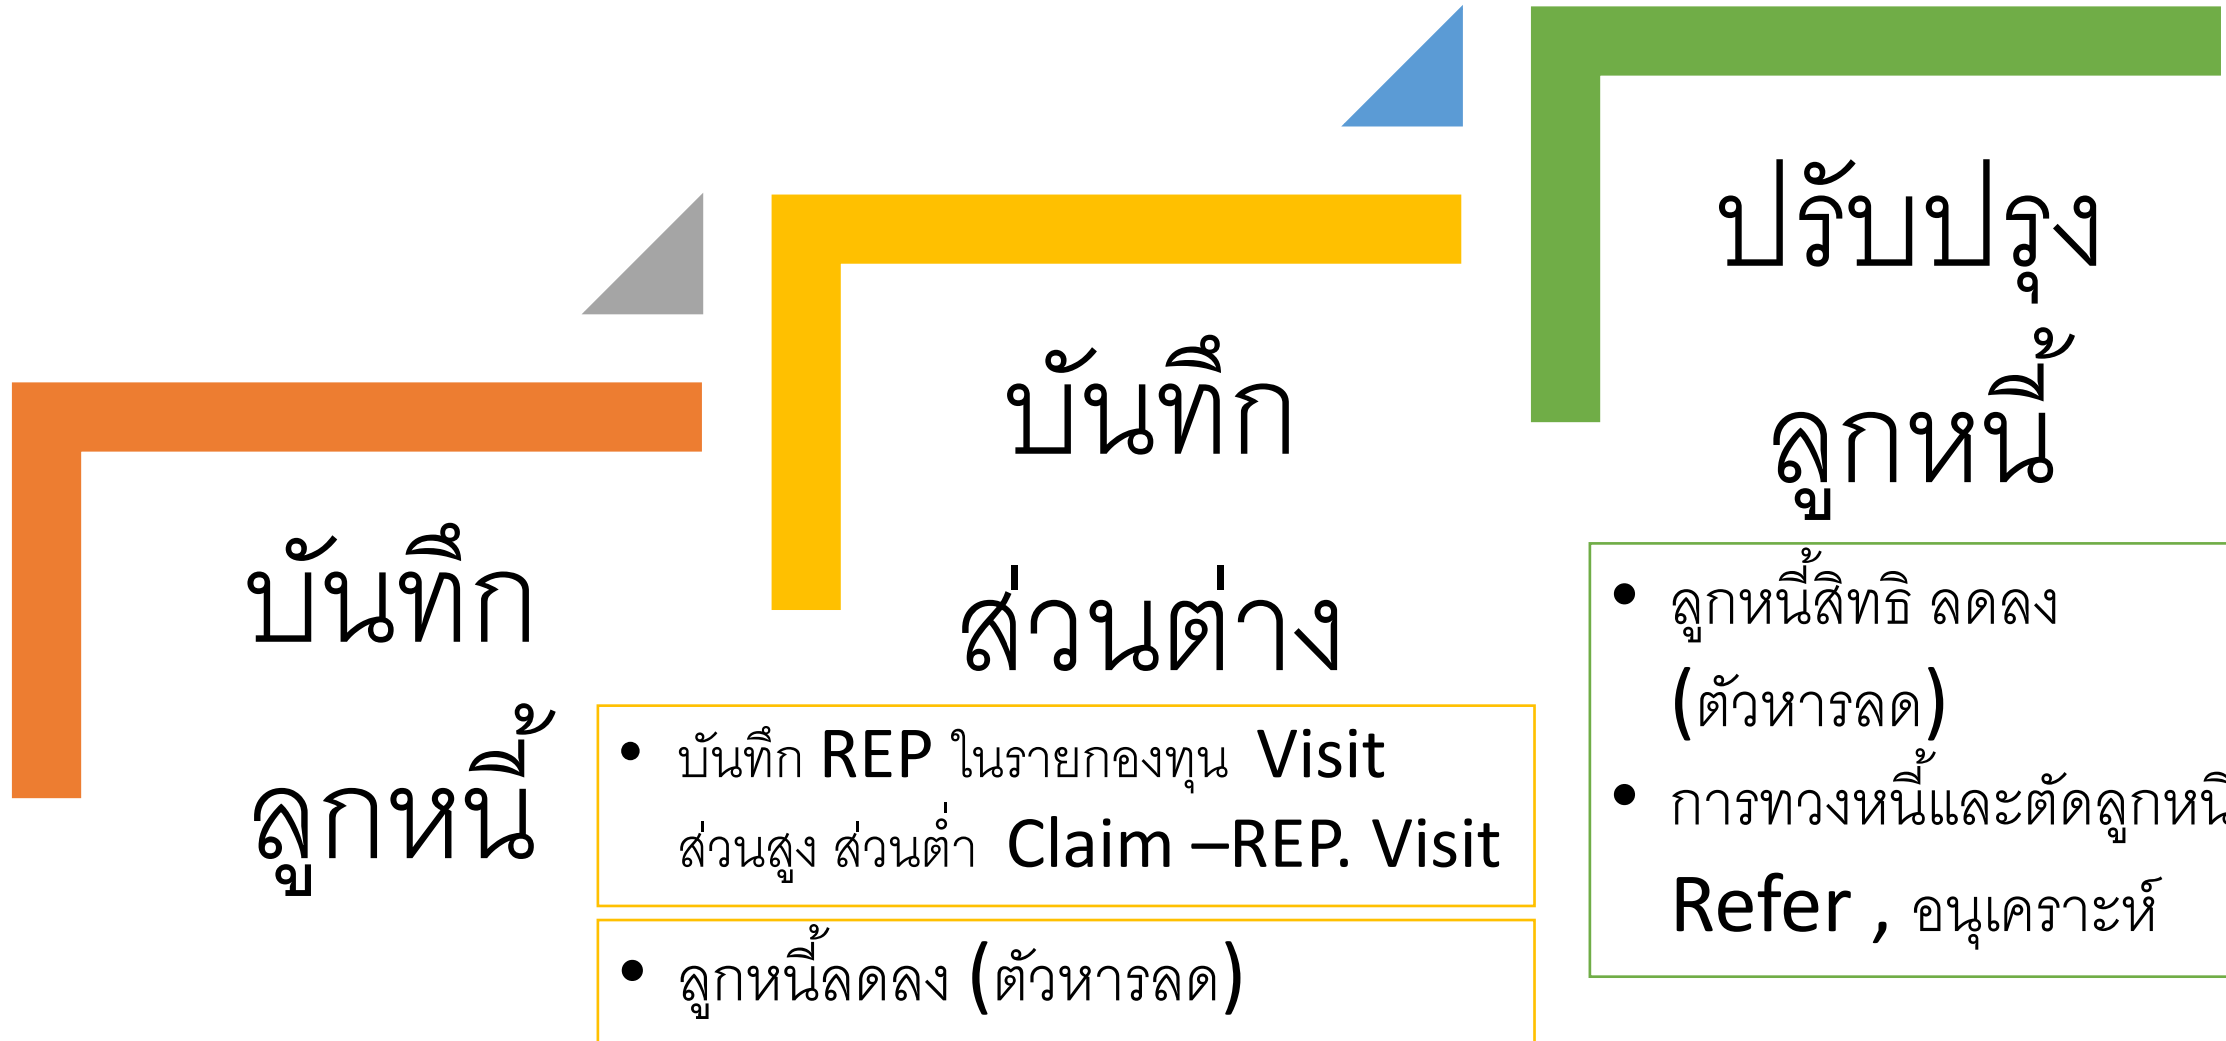 บันทึก
ลูกหนี้
บันทึก
ส่วนต่าง
• บันทึก REP ในรายกองทุน Visit
ส่วนสูง ส่วนต่ำ Claim –REP. Visit
• ลูกหนี้ลดลง (ตัวหารลด)
ปรับปรุง
ลูกหนี้
• ลูกหนี้สิทธิ ลดลง
(ตัวหารลด)
• การทวงหนี้และตัดลูกหนี้
Refer , อนุเคราะห์